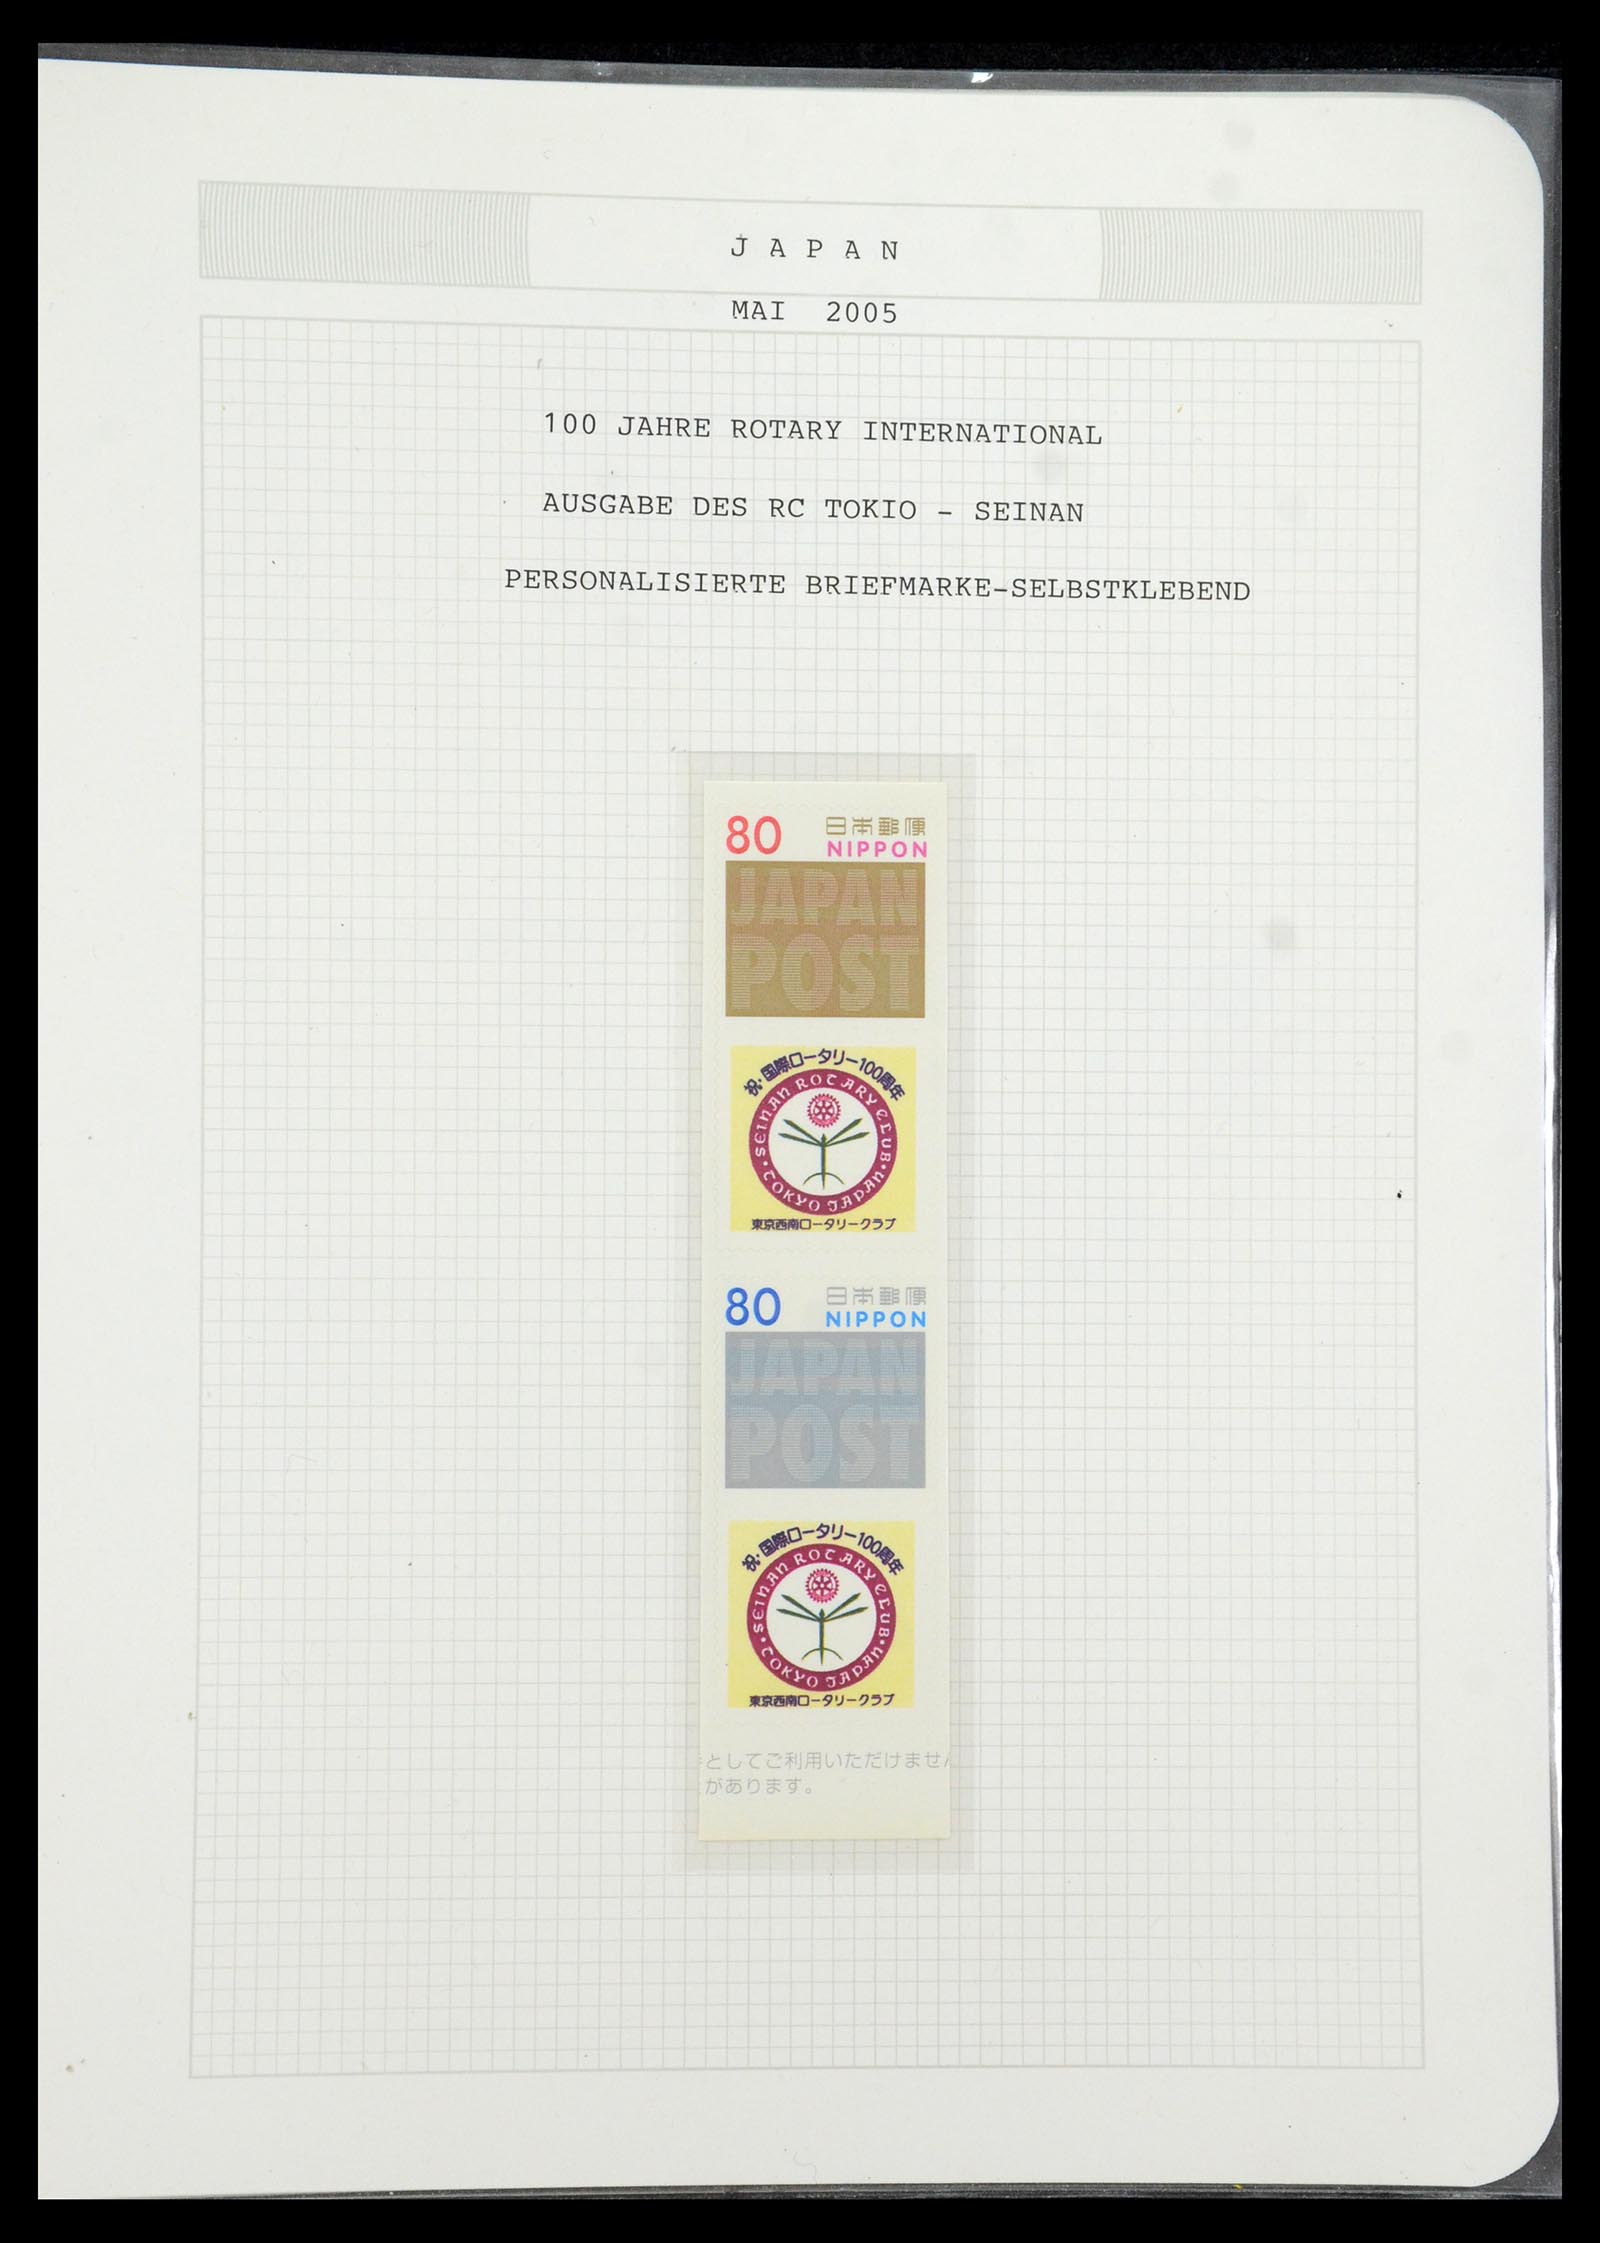 J A P A N
MAI 2005
100 JAHRE ROTARY INTERNATIONAL
AUSGABE DES RC TOKIO - SEINAN
PERSONALISIERTE BRIEFMARKE-SELBSTKLEBEND
80 日本郵便
NIPPON
JAPAN
POST
祝・国際ロータリー100周年
SEINAN ROTARY CLUB
TOKYO JAPAN
東京西南ロータリークラブ
80 日本郵便
NIPPON
JAPAN
POST
祝・国際ロータリー100周年
SEINAN ROTARY CLUB
TOKYO JAPAN
東京西南ロータリークラブ
としてご利用いただけません
があります。